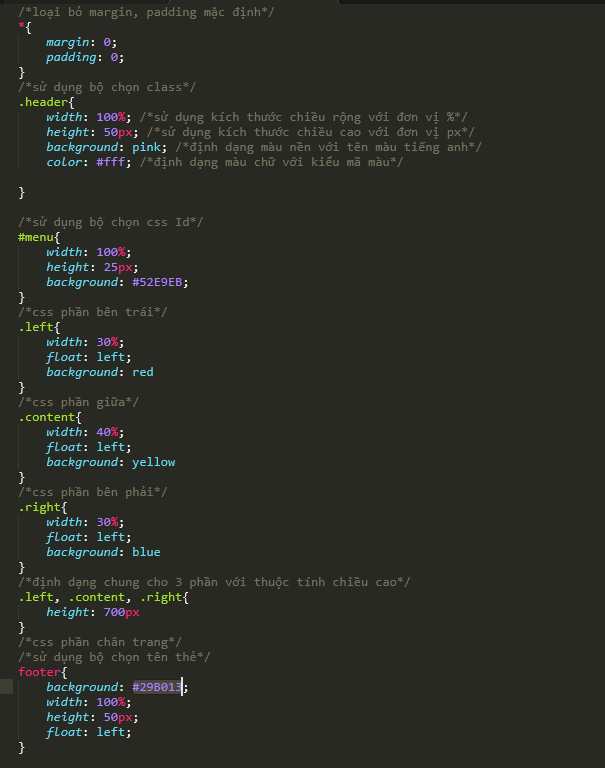 /*loại bỏ margin, padding mặc định*/
*{
margin: 0;
padding: 0;
}
/*sử dụng bộ chọn class*/
.header{
width: 100%; /*sử dụng kích thước chiều rộng với đơn vị %*/
height: 50px; /*sử dụng kích thước chiều cao với đơn vị px*/
background: pink; /*định dạng màu nền với tên màu tiếng anh*/
color: #fff; /*định dạng màu chữ với kiểu mã màu*/
}
/*sử dụng bộ chọn css Id*/
#menu{
width: 100%;
height: 25px;
background: #52E9EB;
}
/*css phần bên trái*/
.left{
width: 30%;
float: left;
background: red
}
/*css phần giữa*/
.content{
width: 40%;
float: left;
background: yellow
}
/*css phần bên phải*/
.right{
width: 30%;
float: left;
background: blue
}
/*định dạng chung cho 3 phần với thuộc tính chiều cao*/
.left, .content, .right{
height: 700px
}
/*css phần chân trang*/
/*sử dụng bộ chọn tên thẻ*/
footer{
background: #29B013;
width: 100%;
height: 50px;
float: left;
}